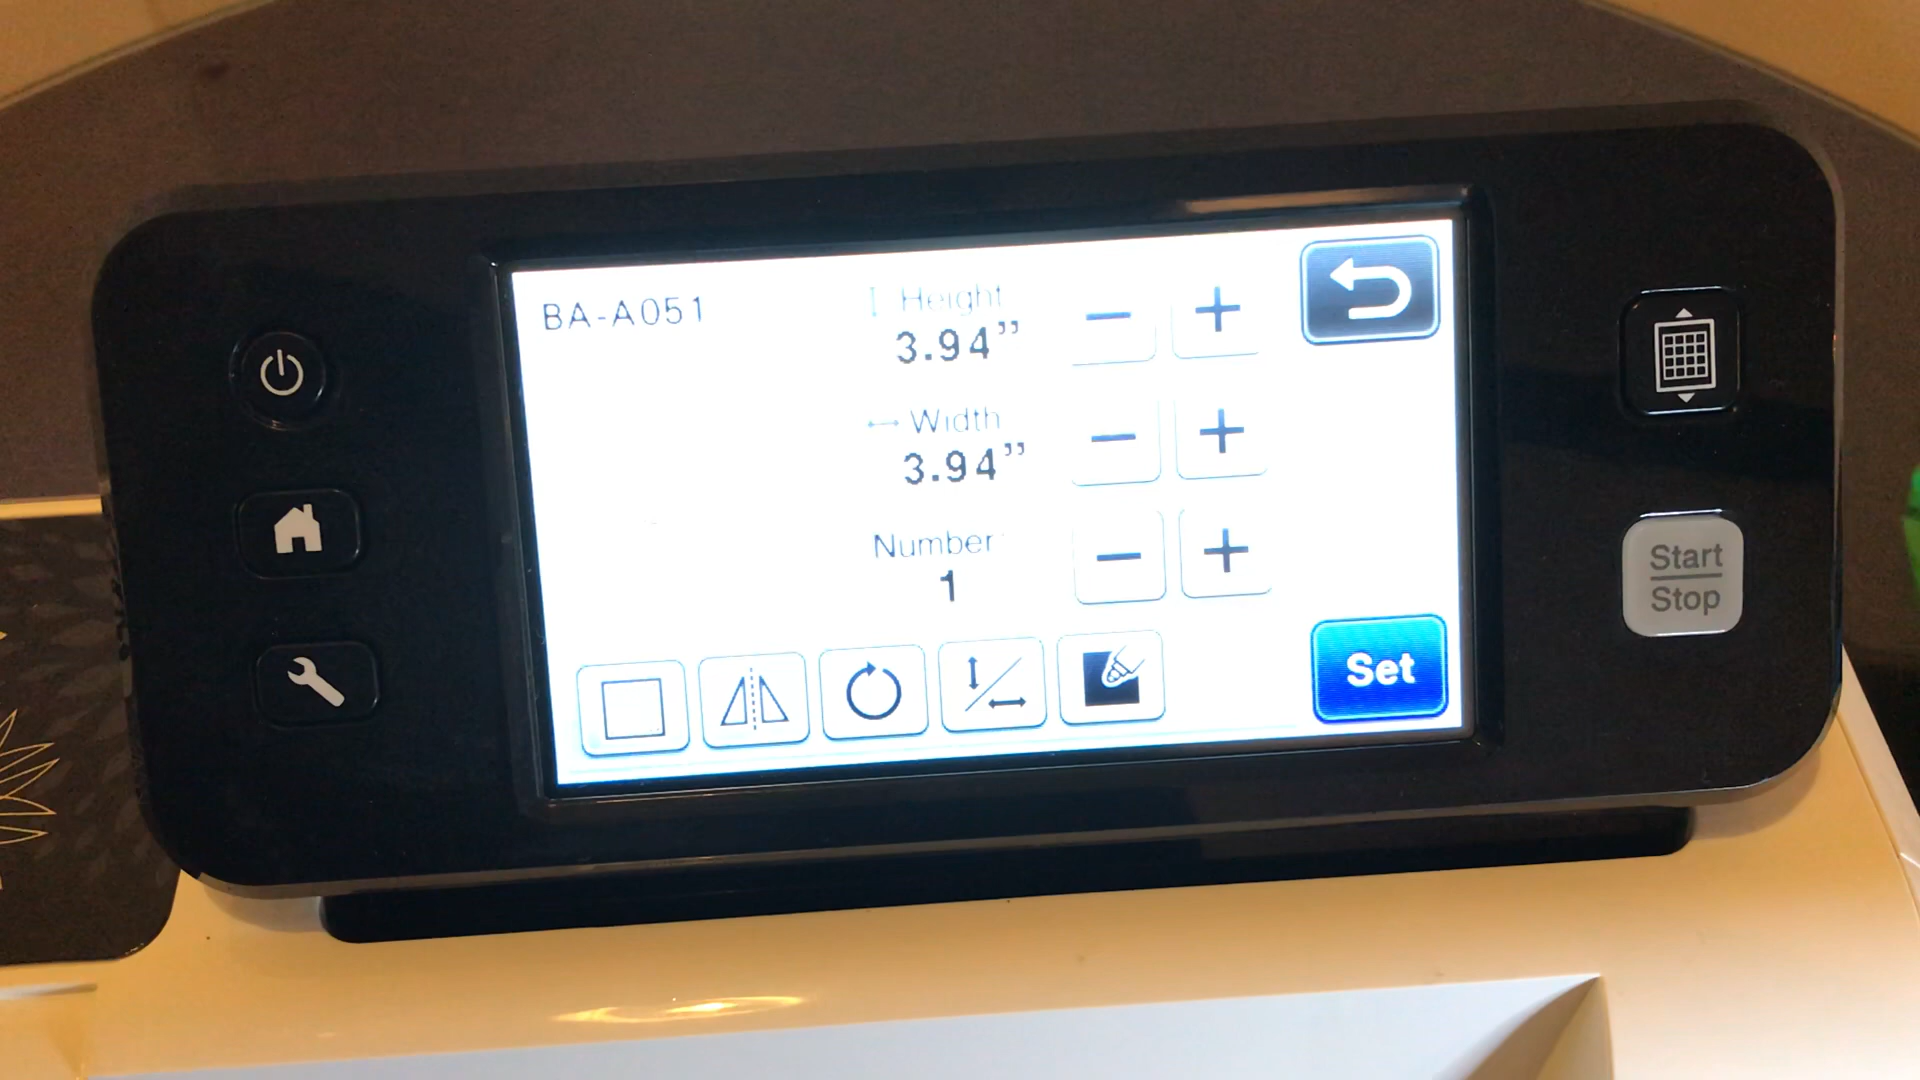 BA-A051
Height
3.94"
Width
3.94"
Number
1
Set
Start
Stop